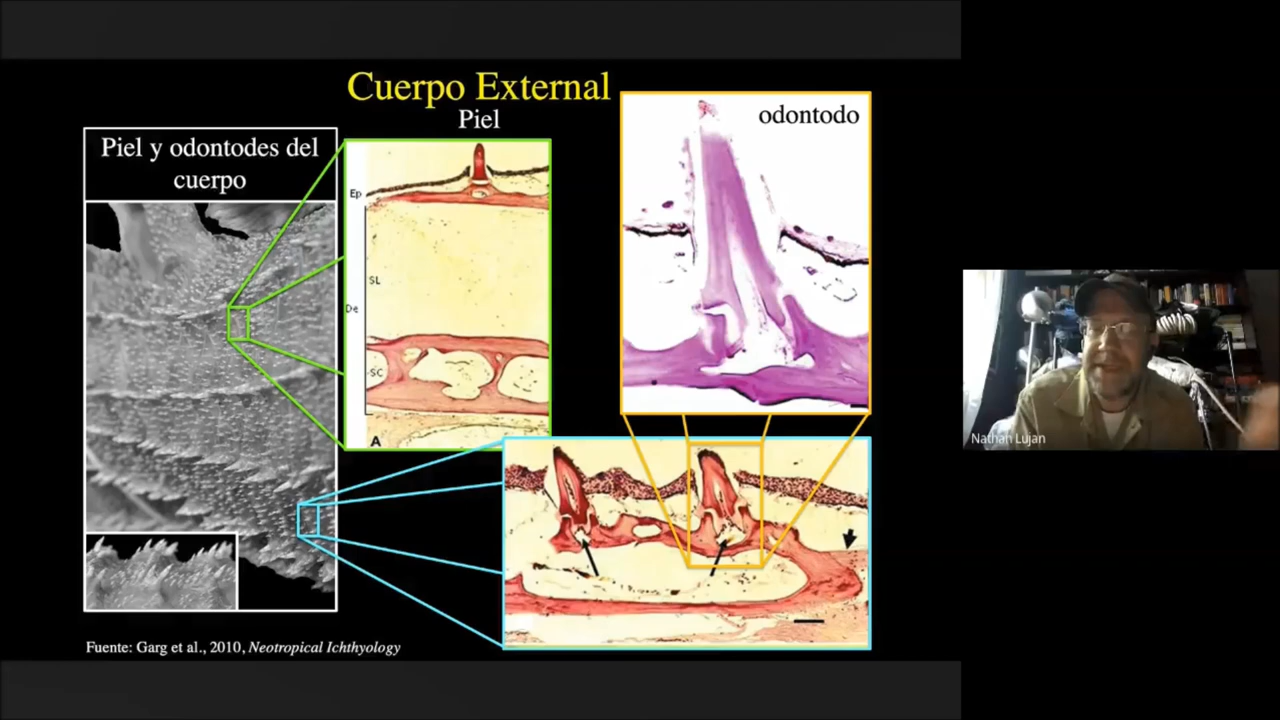 Cuerpo External
Piel
Piel y odontodes del
cuerpo
odontodo
Ep
SL
De
SC
A
Nathan Lujan
Fuente: Garg et al., 2010, Neotropical Ichthyology